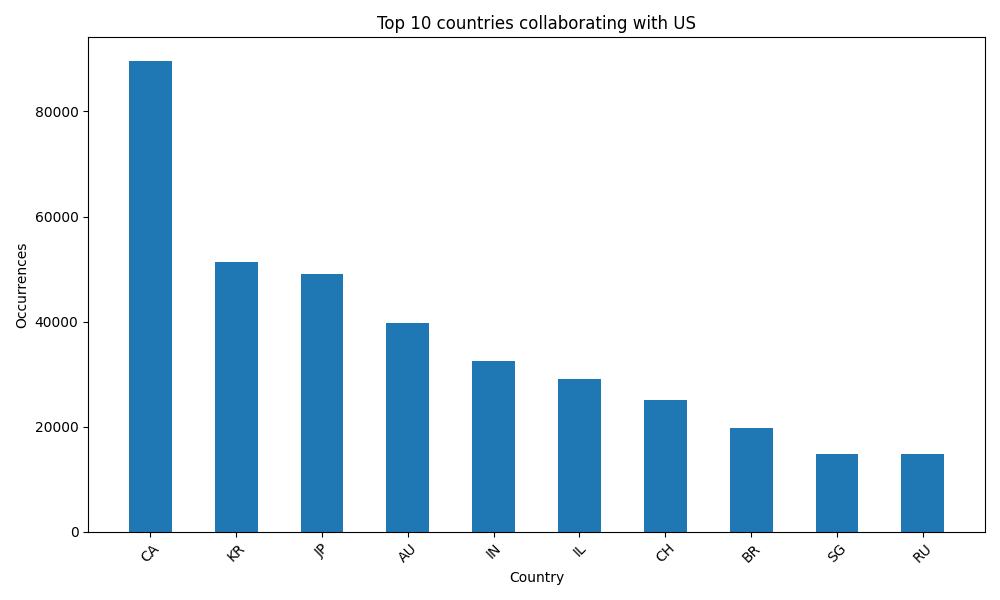 Top 10 countries collaborating with US
Occurrences
80000
60000
40000
20000
0
CA KR JP AU IN IL CH BR SG RU
Country